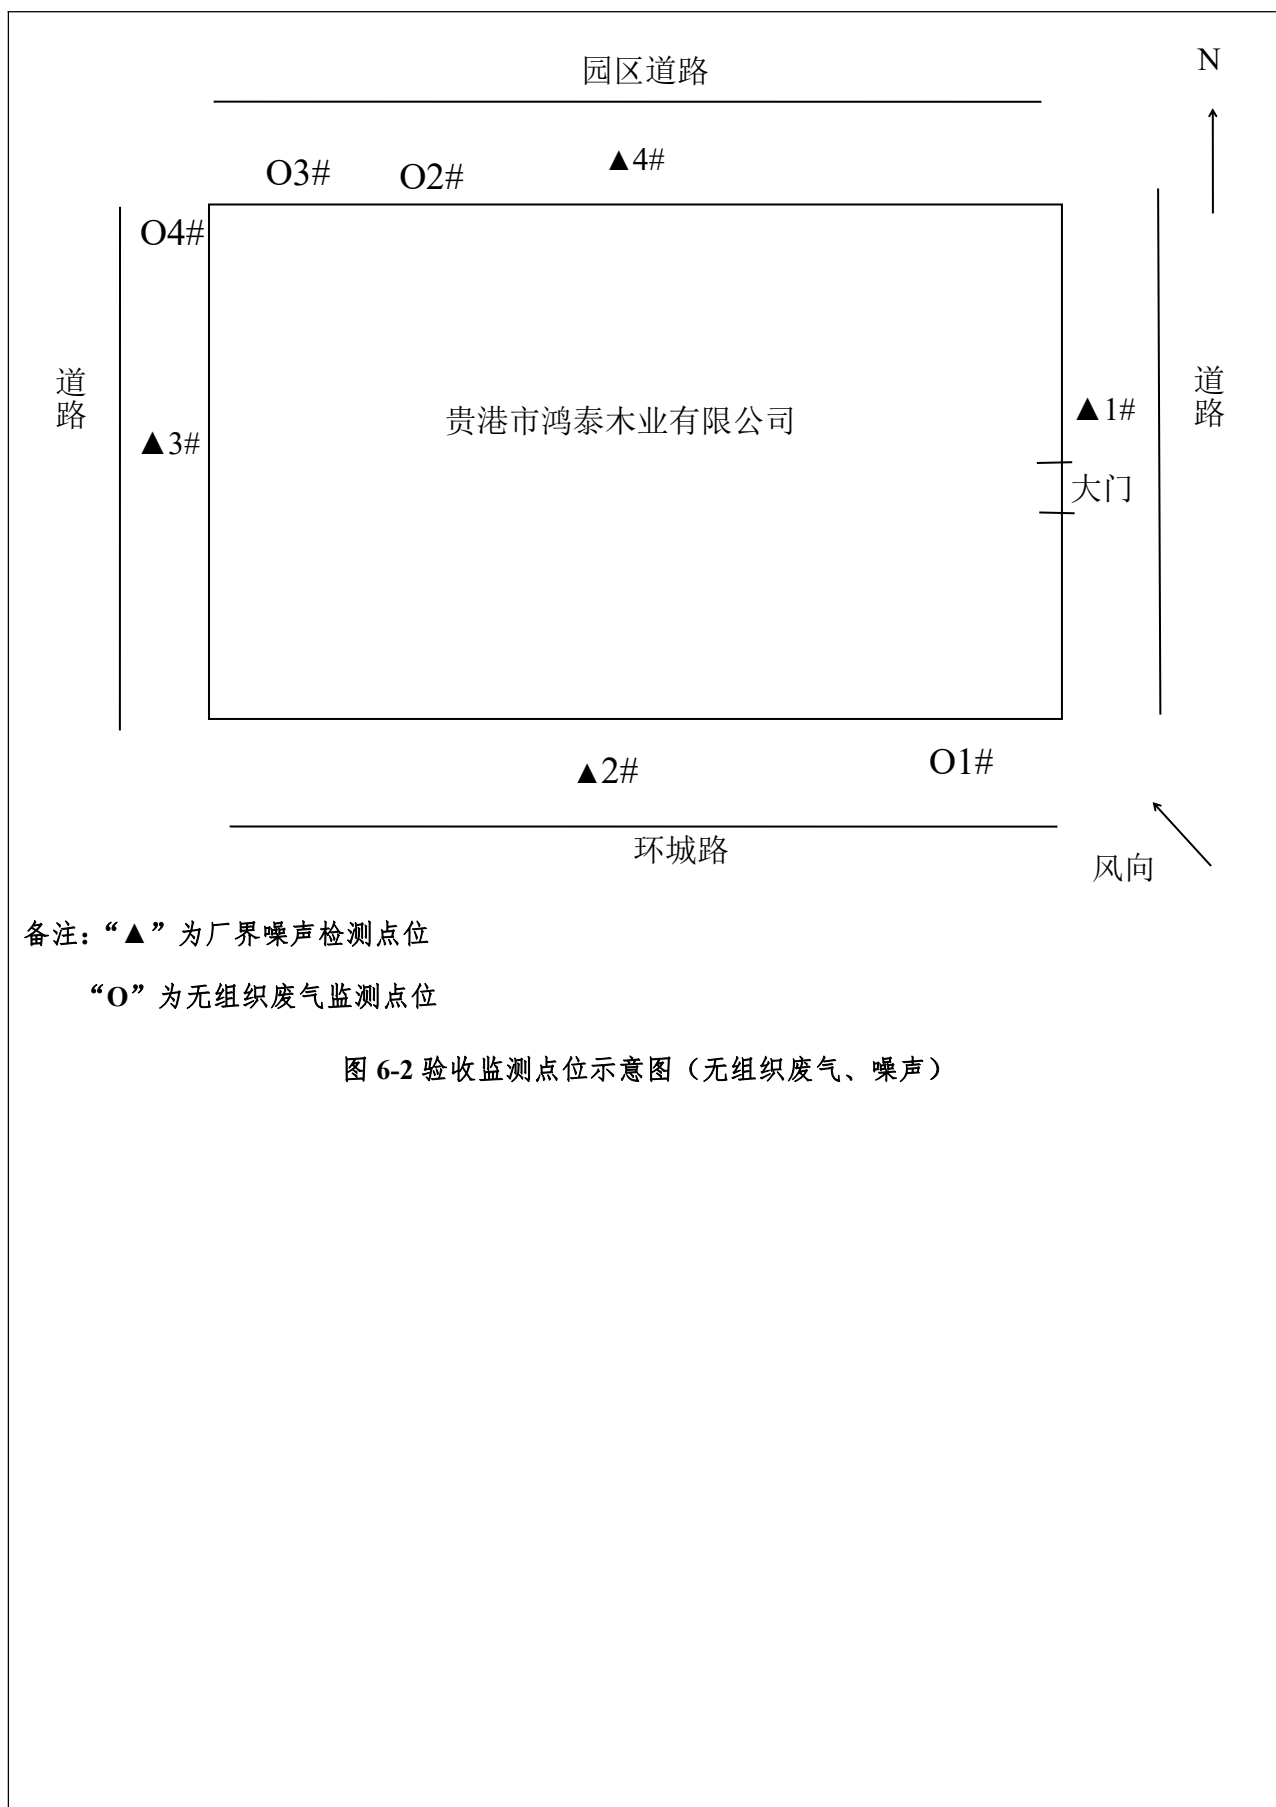 园区道路
N
▲4#
O3#
O2#
O4#
道路
道路
贵港市鸿泰木业有限公司
▲1#
▲3#
大门
O1#
▲2#
环城路
风向
备注：“▲”为厂界噪声检测点位
“O”为无组织废气监测点位
图 6-2 验收监测点位示意图（无组织废气、噪声）